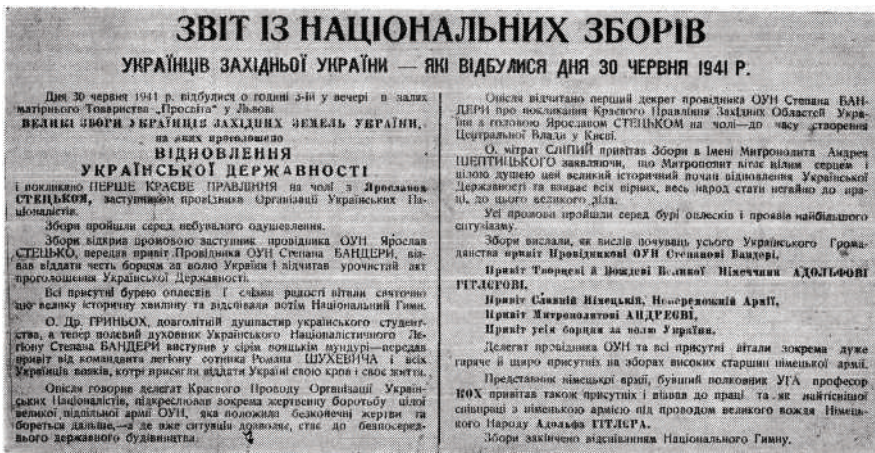 ЗВІТ ІЗ НАЦІОНАЛЬНИХ ЗБОРІВ
УКРАЇНЦІВ ЗАХІДНЬОЇ УКРАЇНИ — ЯКІ ВІДБУЛИСЯ ДНЯ 30 ЧЕРВНЯ 1941 Р.
Дня 30 червня 1941 р. відбулися о годині 8-ій у вечері в залях
матірнього Товариства „Просвіта" у Львові
ВЕЛИКІ ЗБОРИ УКРАЇНЦІВ ЗАХІДНИХ ЗЕМЕЛЬ УКРАЇНИ,
на яких проголошено
ВІДНОВЛЕННЯ
УКРАЇНСЬКОЇ ДЕРЖАВНОСТІ
і покликано ПЕРШЕ КРАЄВЕ ПРАВЛІННЯ на чолі з Ярославом
СТЕЦЬКОМ, заступником провідника Організації Українських На-
ціоналістів.
Збори пройшли серед небувалого одушевлення.
Збори відкрив промовою заступник провідника ОУН Ярослав
СТЕЦЬКО, передав привіт Провідника ОУН Степана БАНДЕРИ, віз-
вав віддати честь борцям за волю України і відчитав урочистий акт
проголошення Української Державности.
Всі присутні бурею оплесків і слізми радості вітали святочно
цю велику історичну хвилину та відспівали потім Національний Гимн.
О. Др. ГРИНЬОХ, довголітній душпастир українського студент-
ства, а тепер полевий духовник Українського Націоналістичного Ле-
гіону Степана БАНДЕРИ виступив у сірім вояцькім мундурі—передав
привіт від команданта легіону сотника Романа ШУХЕВИЧА і всіх
Українців вояків, котрі присягли віддати Україні свою кров і своє життя.
Опісля говорив делегат Краєвого Проводу Організації Україн-
ських Націоналістів, підкреслював зокрема жертвенну боротьбу цілої
великої підпільної армії ОУН, яка положила безконечні жертви та
бореться дальше,—а де вже ситуація дозволяє, стає до безпосеред-
нього державного будівництва.
Опісля відчитано перший декрет провідника ОУН Степана БАН-
ДЕРИ про покликання Краєвого Правління Західних Областей Укра-
їни з головою Ярославом СТЕЦЬКОМ на чолі—до часу створення
Центральної Влади у Києві.
О. мітрат СЛІПИЙ привітав Збори в Імені Митрополита Андрея
ШЕПТИЦЬКОГО заявляючи, що Митрополит вітає цілим серцем і
цілою душею цей великий історичний почин відновлення Української
Державності та взиває всіх вірних, весь народ стати негайно до пра-
ці, до цього великого діла.
Усі промови пройшли серед бурі оплесків і проявів найбільшого
ентузіязму.
Збори вислали, як вислів почувань усього Українського Грома-
дянства привіт Провідникові ОУН Степанові Бандері,
Привіт Творцеві й Вождеві Великої Німеччини АДОЛЬФОВІ
ГІТЛЄРОВІ.
Привіт Славній Німецькій, Непереможній Армії,
Привіт Митрополитові АНДРЕЄВІ,
Привіт усім борцям за волю України.
Делегат провідника ОУН та всі присутні вітали зокрема дуже
гаряче й щиро присутніх на зборах високих старшин німецької армії.
Представник німецької армії, бувший полковник УГА професор
КОХ привітав також присутніх і візвав до праці та як найтіснішої
співпраці з німецькою армією під проводом великого вождя Німець-
кого Народу Адольфа ГІТЛЄРА.
Збори закінчено відспіванням Національного Гимну.